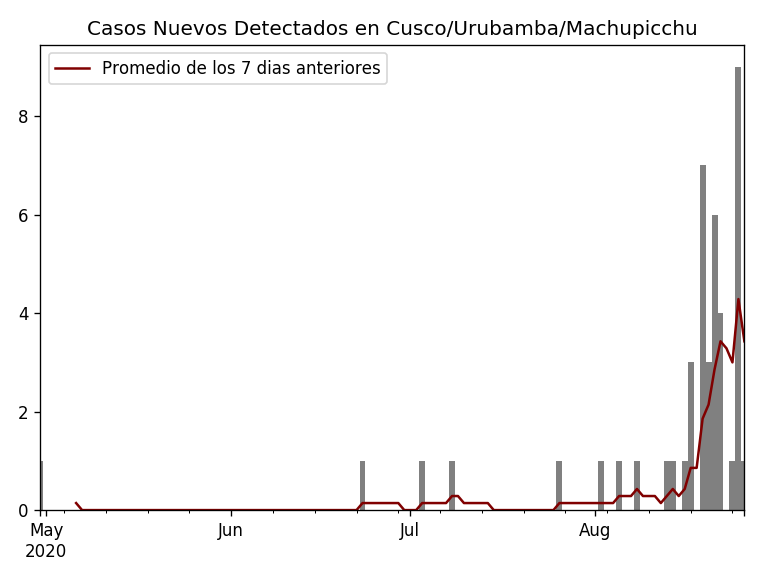 Casos Nuevos Detectados en Cusco/Urubamba/Machupicchu
Promedio de los 7 dias anteriores
8
6
4
2
0
May Jun Jul Aug
2020